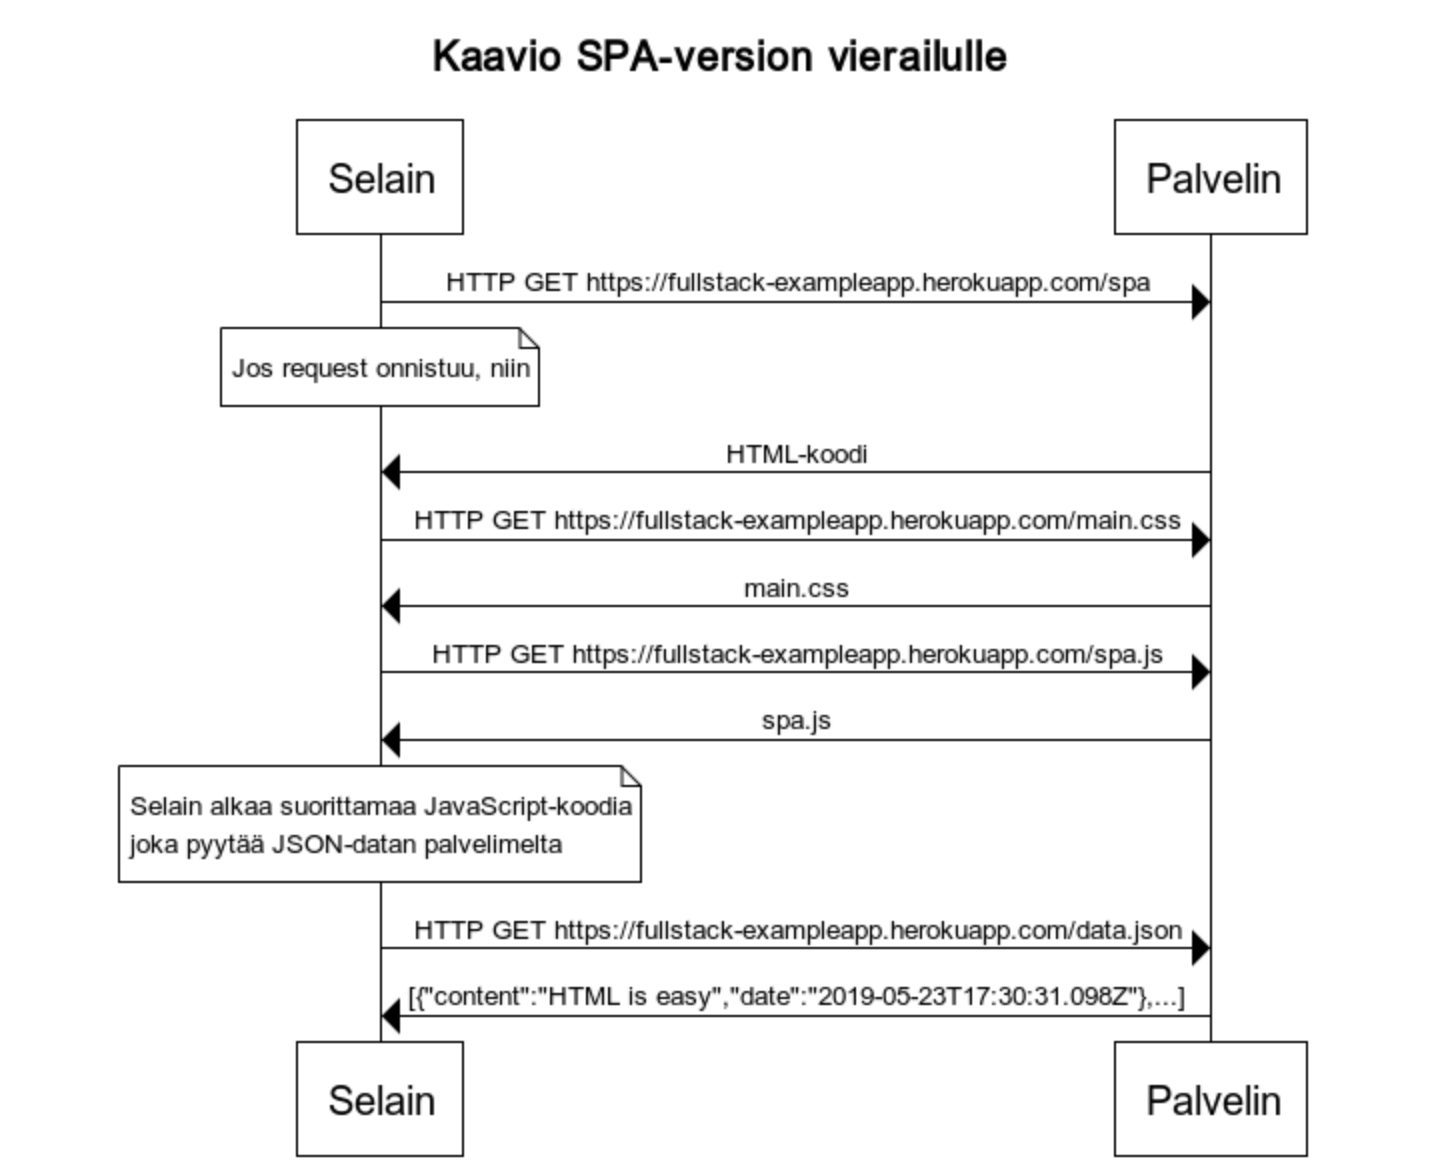 Kaavio SPA-version vierailulle
Selain
Palvelin
HTTP GET https://fullstack-exampleapp.herokuapp.com/spa
Jos request onnistuu, niin
HTML-koodi
HTTP GET https://fullstack-exampleapp.herokuapp.com/main.css
main.css
HTTP GET https://fullstack-exampleapp.herokuapp.com/spa.js
spa.js
Selain alkaa suorittamaa JavaScript-koodia
joka pyytää JSON-datan palvelimelta
HTTP GET https://fullstack-exampleapp.herokuapp.com/data.json
[{"content":"HTML is easy","date":"2019-05-23T17:30:31.098Z"},...]
Selain
Palvelin